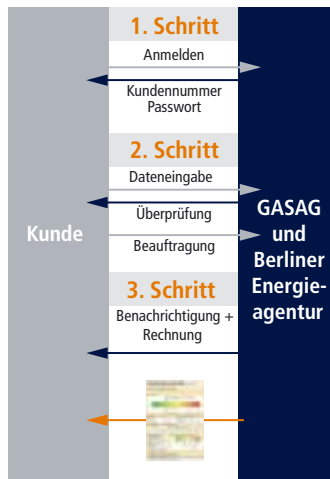 1. Schritt
Anmelden
Kundennummer
Passwort
2. Schritt
Dateneingabe
Überprüfung
Beauftragung
Kunde
GASAG
und
Berliner
Energie-
agentur
3. Schritt
Benachrichtigung +
Rechnung